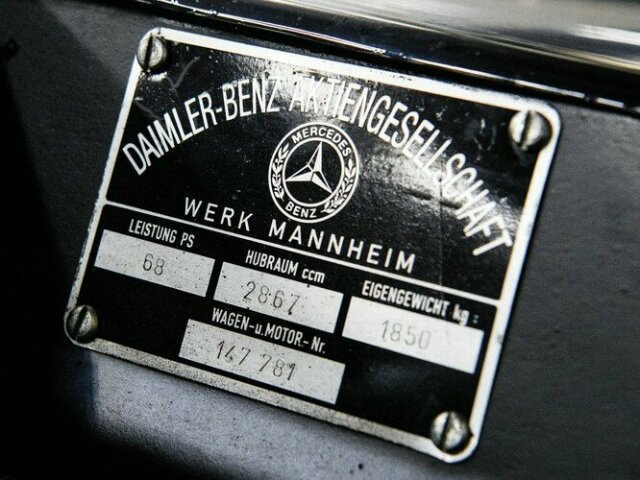 DAIMLER-BENZ AKTIENGESELLSCHAFT
MERCEDES
BENZ
WERK MANNHEIM
LEISTUNG PS
HUBRAUM ccm
EIGENGEWICHT kg:
68
2867
1850
WAGEN-u.MOTOR.-Nr.
147 781